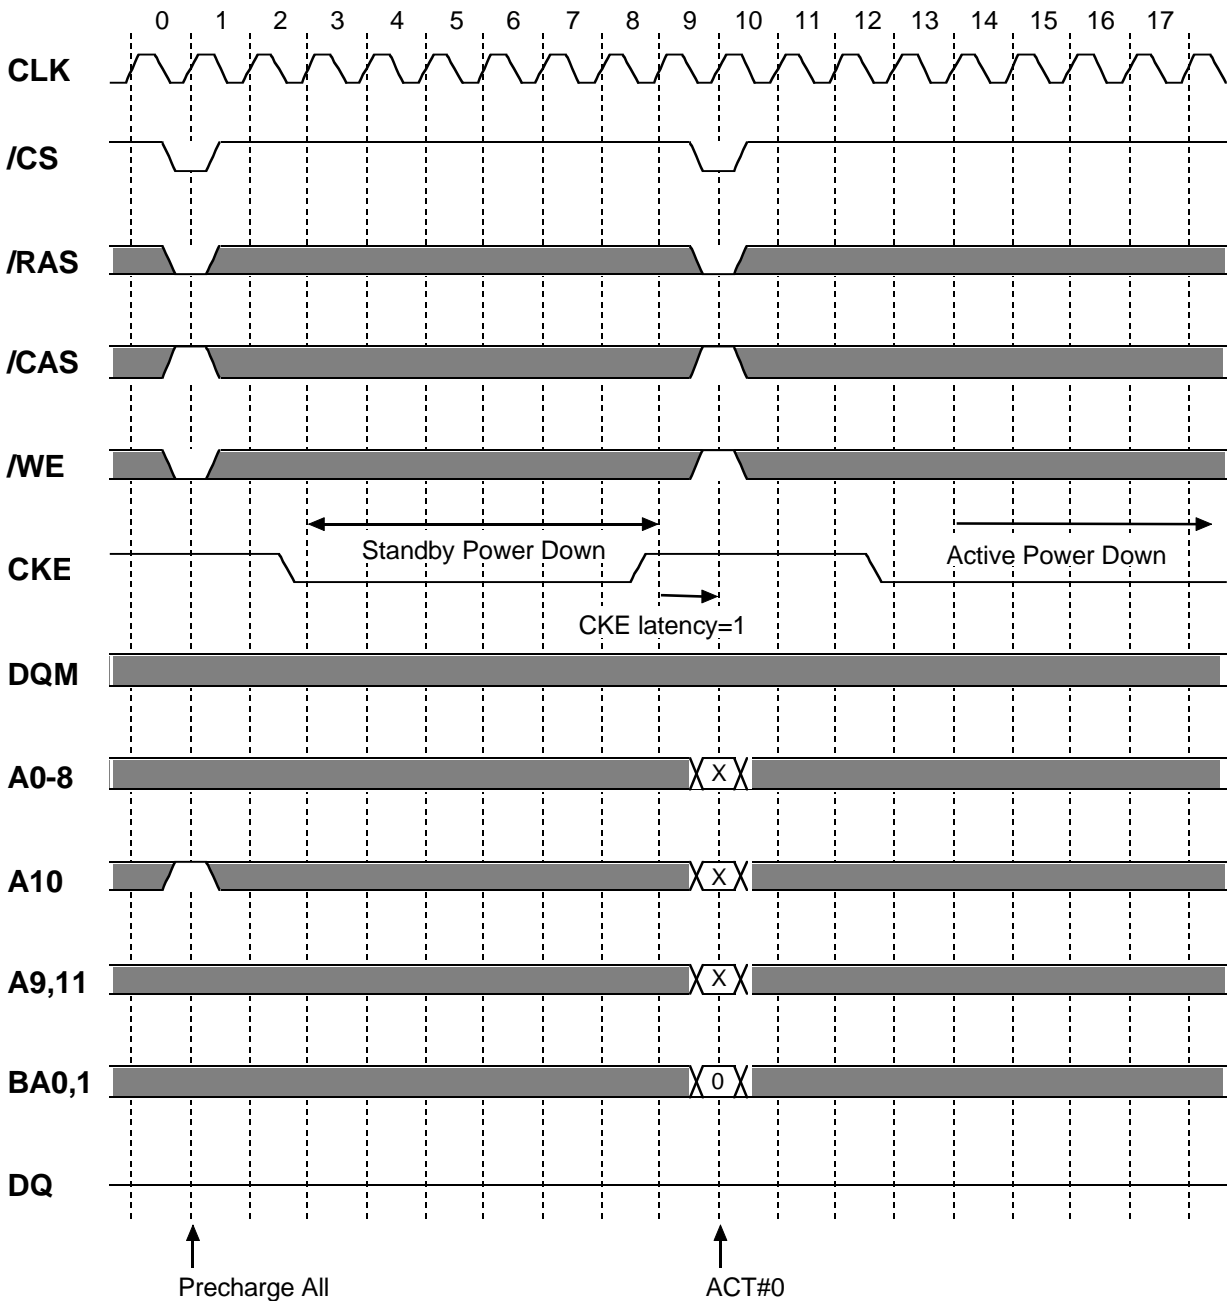 0 1 2 3 4 5 6 7 8 9 10 11 12 13 14 15 16 17
CLK
/CS
/RAS
/CAS
/WE
Standby Power Down
Active Power Down
CKE
CKE latency=1
DQM
A0-8 X
A10 X
A9,11 X
BA0,1 0
DQ
Precharge All ACT#0